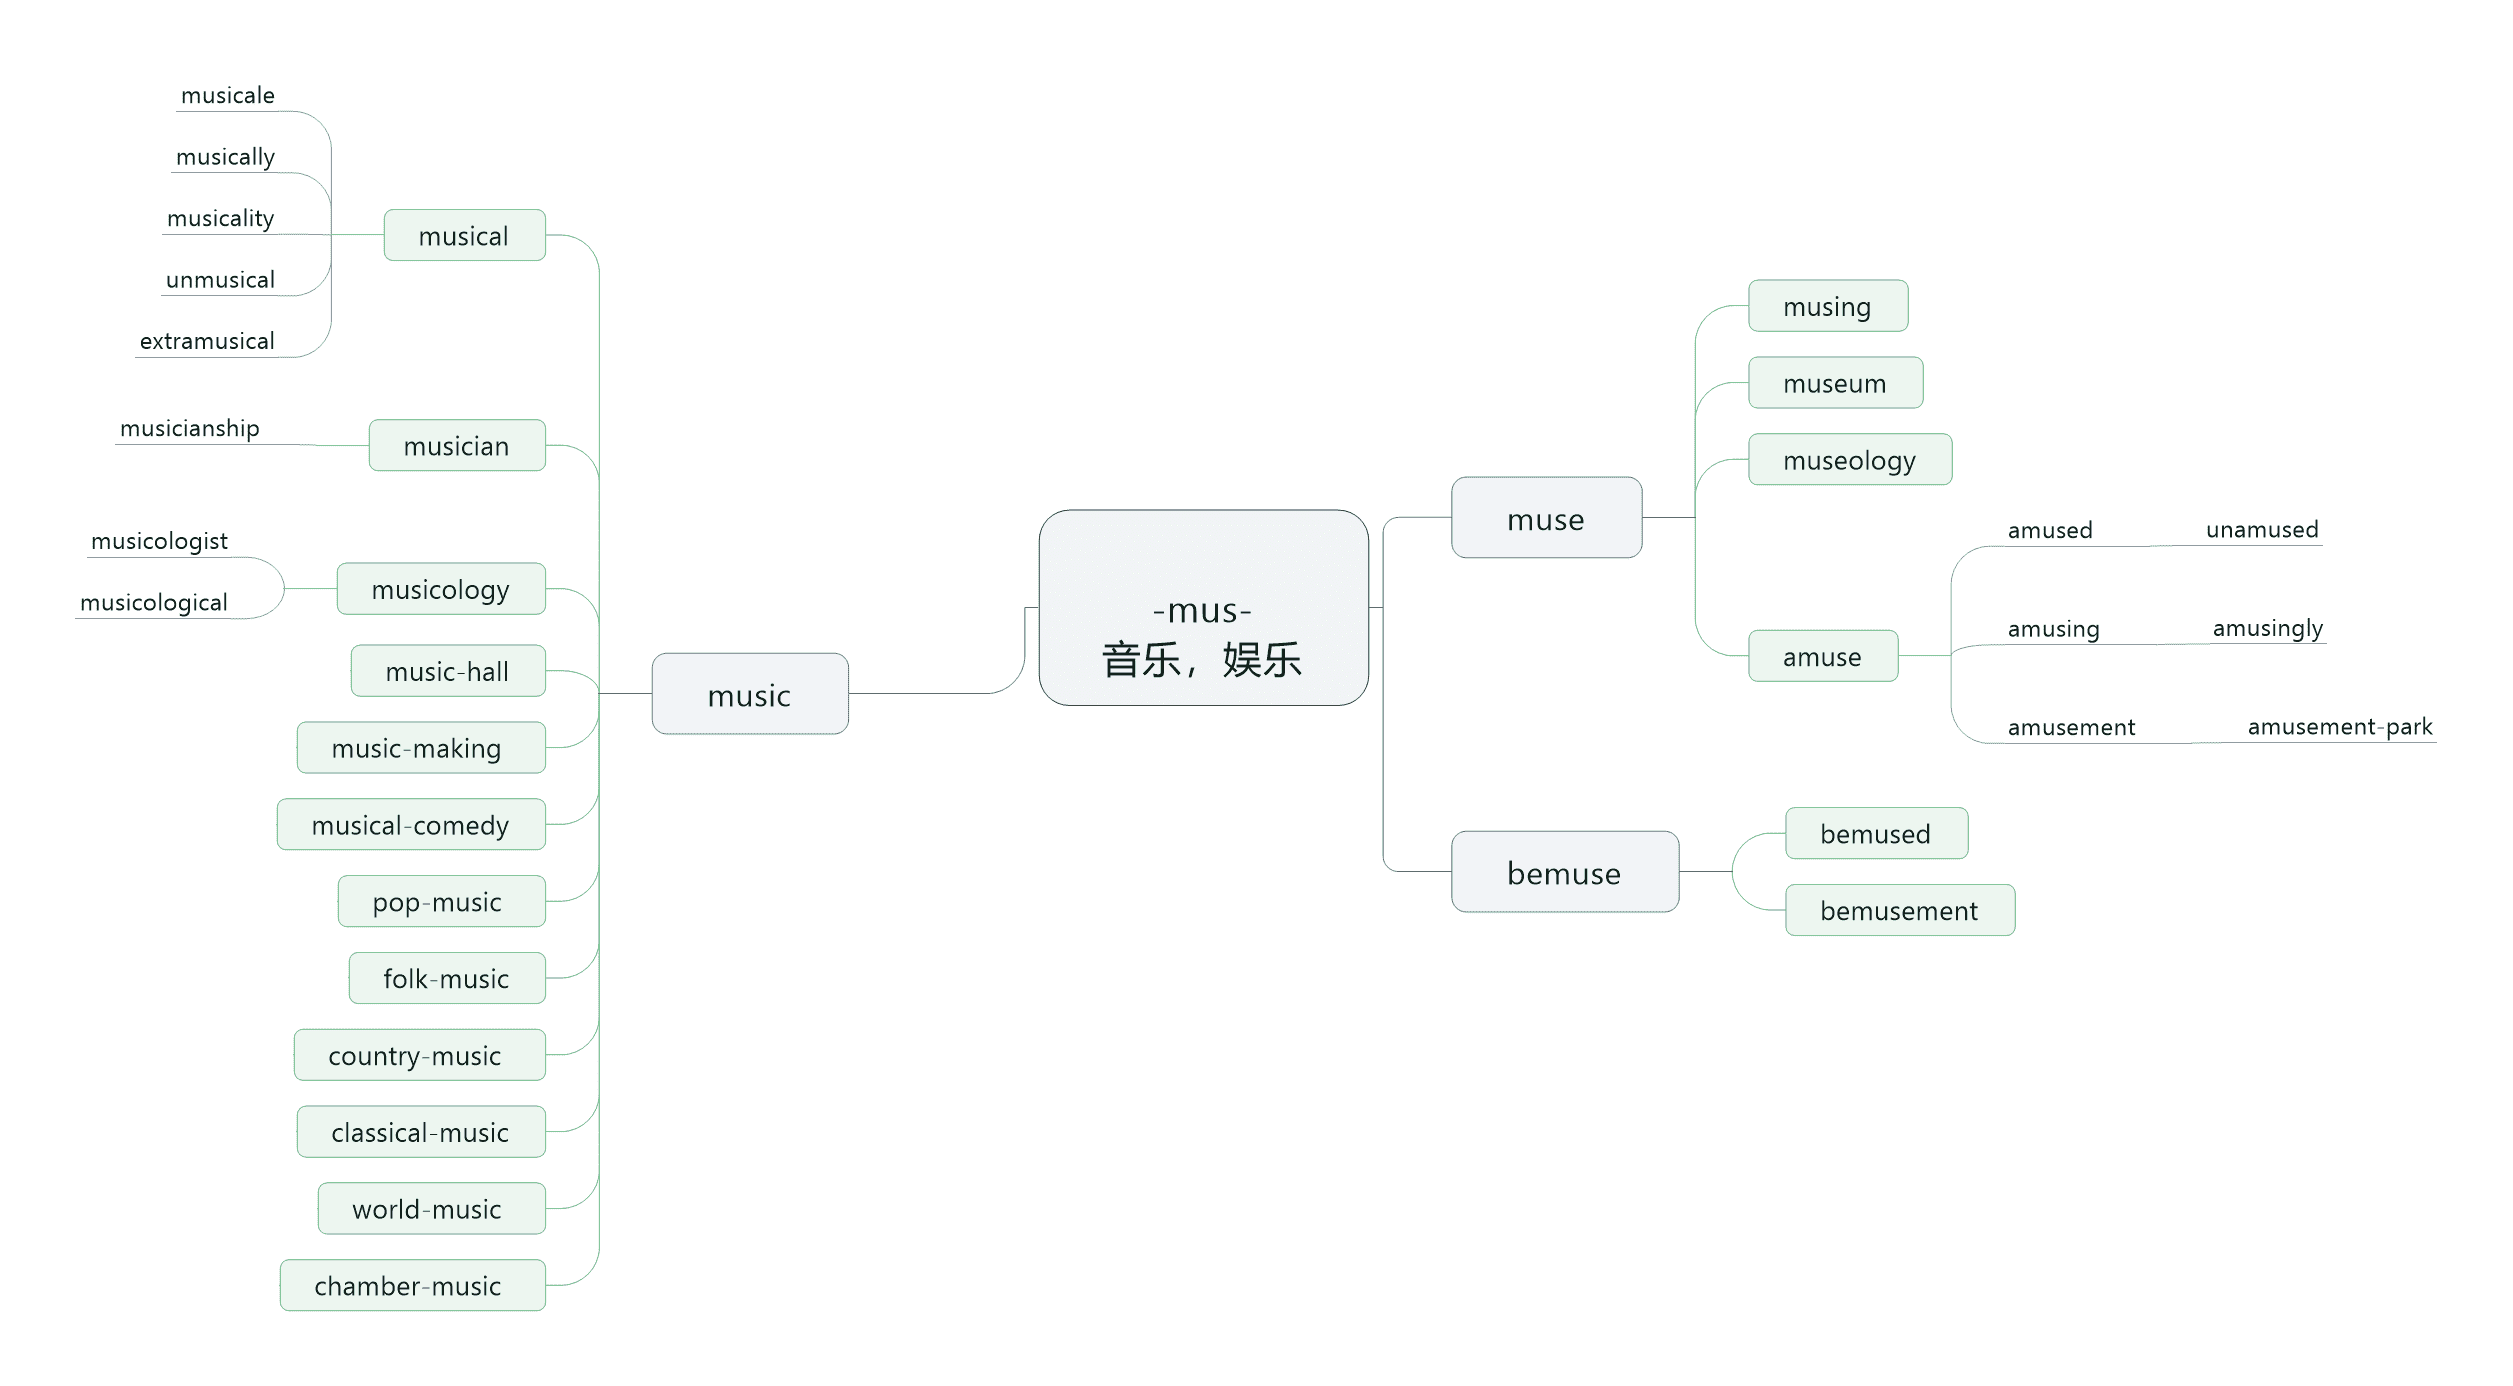 -mus-
音乐，娱乐
muse
musing
museum
museology
amuse
amused
unamused
amusing
amusingly
amusement
amusement-park
bemuse
bemused
bemusement
music
musical
musicale
musically
musicality
unmusical
extramusical
musician
musicianship
musicology
musicologist
musicological
music-hall
music-making
musical-comedy
pop-music
folk-music
country-music
classical-music
world-music
chamber-music